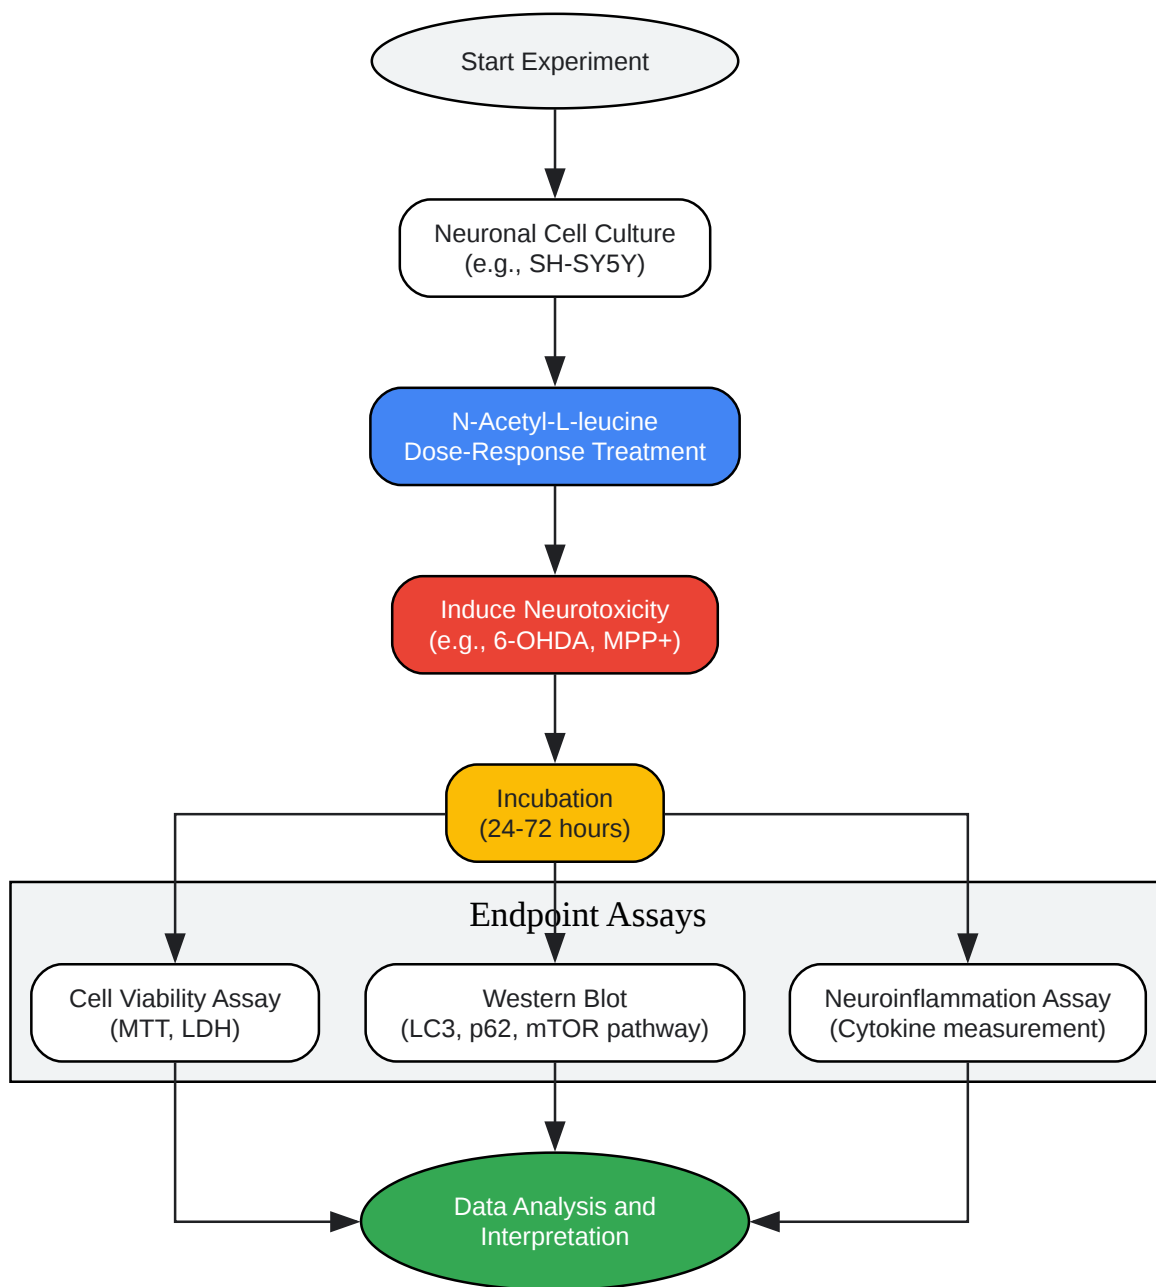 Start Experiment
Neuronal Cell Culture
(e.g., SH-SY5Y)
N-Acetyl-L-leucine
Dose-Response Treatment
Induce Neurotoxicity
(e.g., 6-OHDA, MPP+)
Incubation
(24-72 hours)
Endpoint Assays
Cell Viability Assay
(MTT, LDH)
Western Blot
(LC3, p62, mTOR pathway)
Neuroinflammation Assay
(Cytokine measurement)
Data Analysis and
Interpretation